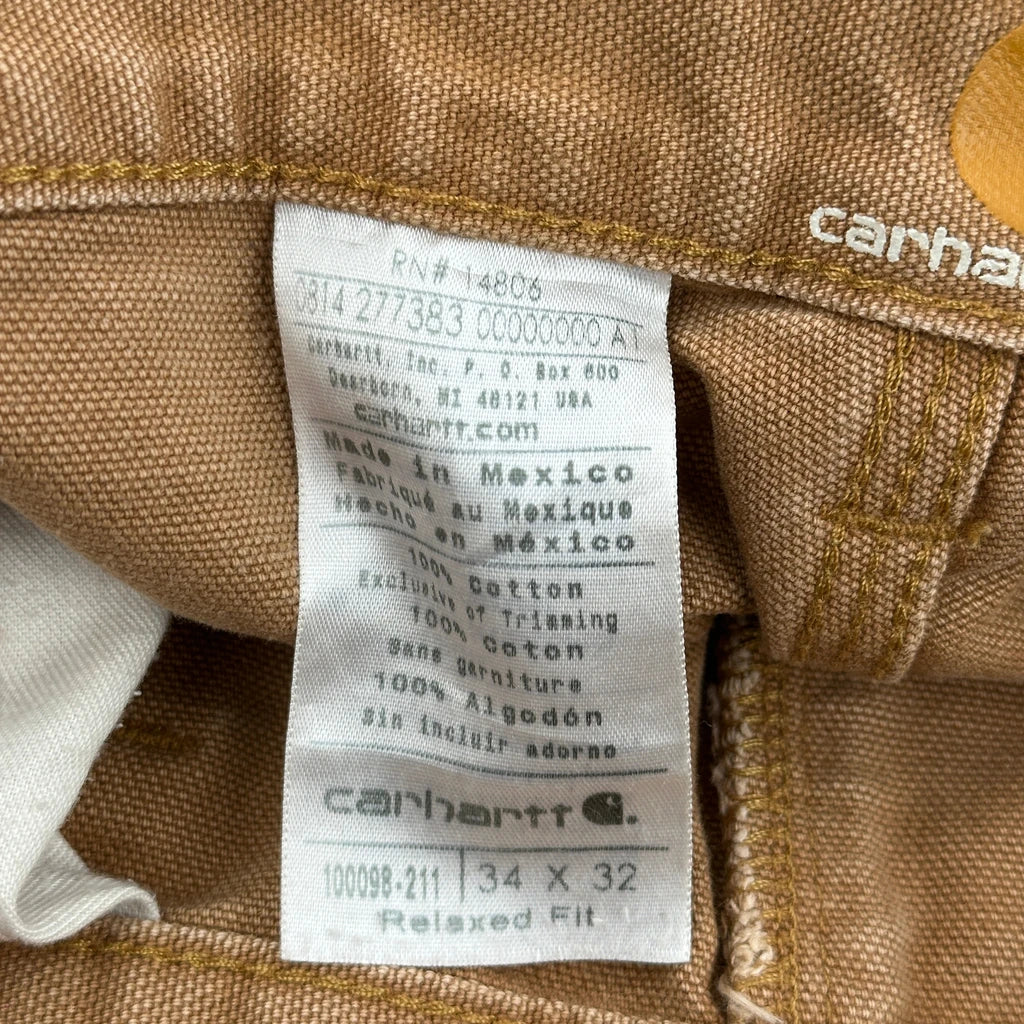 RN# 14806
0814 277383 00000000 A1
Carhartt, Inc. P. O. Box 600
Dearborn, MI 48121 USA
carhartt.com
Made in Mexico
Fabriqué au Mexique
Hecho en México
100% Cotton
Exclusive of Trimming
100% Coton
Sans garniture
100% Algodón
Sin incluir adorno
carhartt
100098-211 34 X 32
Relaxed Fit
carha